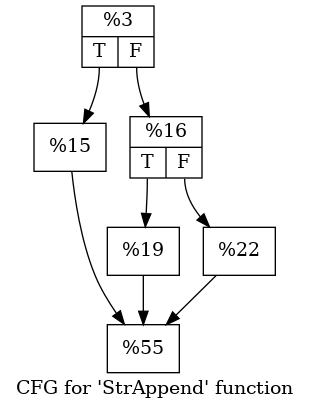 %3
T F
%15
%16
T F
%19
%22
%55
CFG for 'StrAppend' function